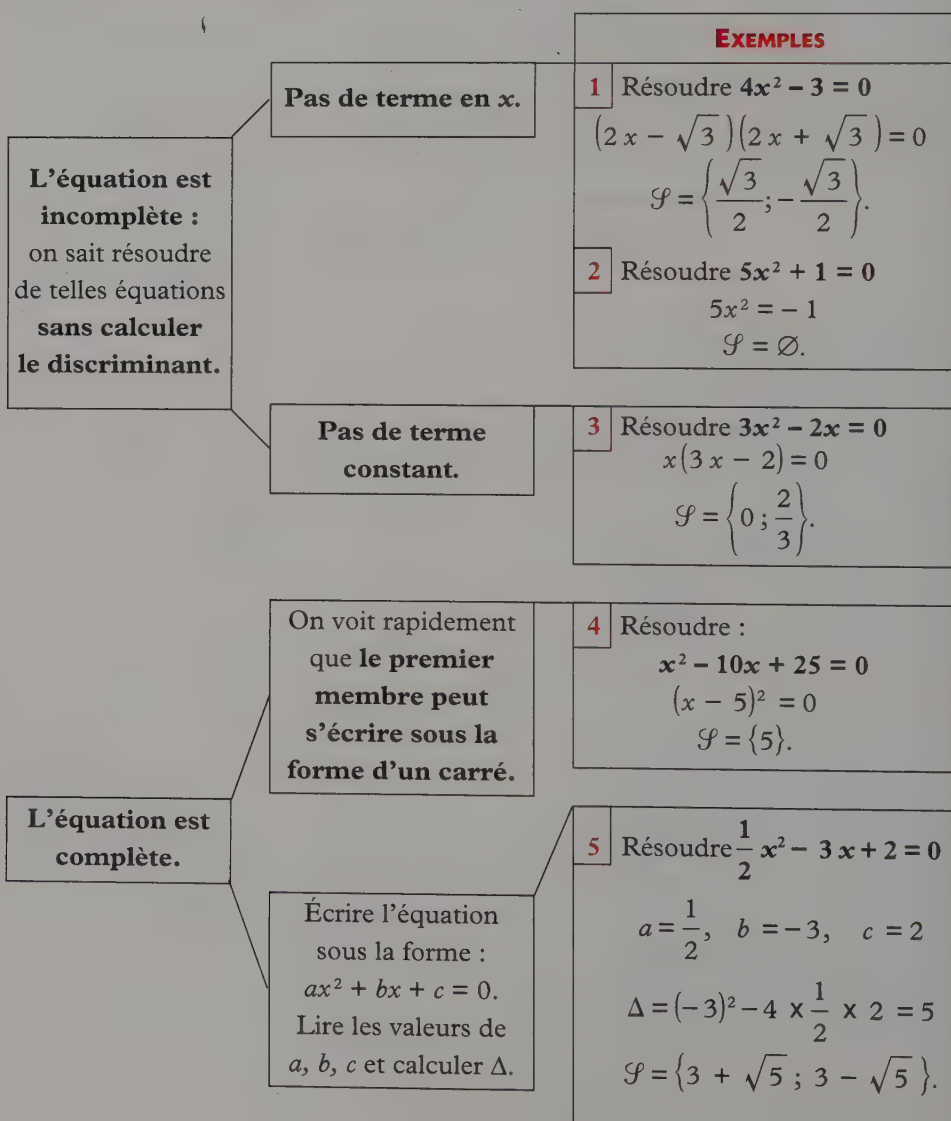 EXEMPLES
L'équation est
incomplète :
on sait résoudre
de telles équations
sans calculer
le discriminant.
Pas de terme en x.
1 Résoudre 4x² – 3 = 0
(2x − √3)(2x + √3) = 0
𝒮 = {√3/2 ; −√3/2}.
2 Résoudre 5x² + 1 = 0
5x² = – 1
𝒮 = ∅.
Pas de terme
constant.
3 Résoudre 3x² – 2x = 0
x(3x − 2) = 0
𝒮 = {0 ; 2/3}.
L'équation est
complète.
On voit rapidement
que le premier
membre peut
s'écrire sous la
forme d'un carré.
4 Résoudre :
x² – 10x + 25 = 0
(x − 5)² = 0
𝒮 = {5}.
Écrire l'équation
sous la forme :
ax² + bx + c = 0.
Lire les valeurs de
a, b, c et calculer Δ.
5 Résoudre 1/2 x² – 3x + 2 = 0
a = 1/2, b = −3, c = 2
Δ = (−3)² − 4 × 1/2 × 2 = 5
𝒮 = {3 + √5 ; 3 − √5}.